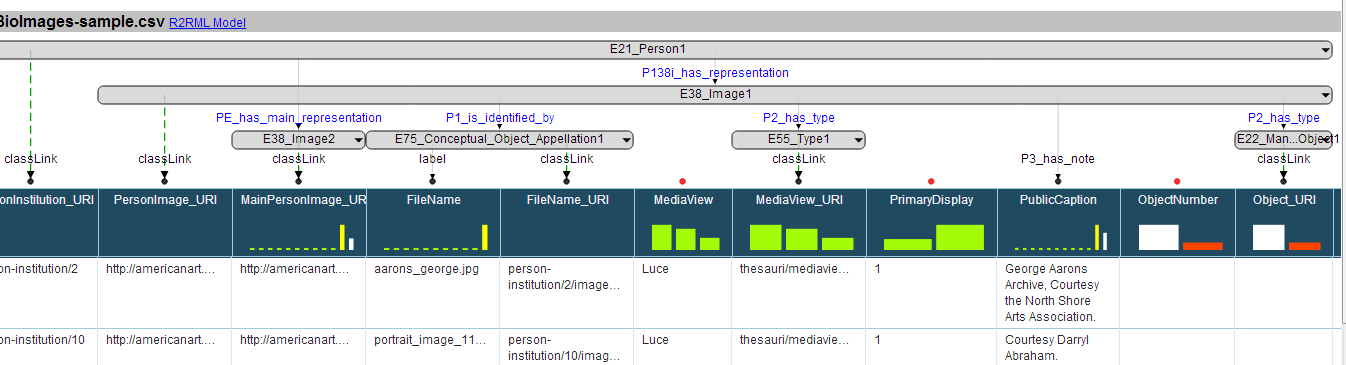 BioImages-sample.csv R2RML Model
E21_Person1
P138i_has_representation
E38_Image1
PE_has_main_representation P1_is_identified_by P2_has_type P2_has_type
E38_Image2 E75_Conceptual_Object_Appellation1 E55_Type1 E22_Man...Object1
classLink classLink classLink label classLink classLink P3_has_note classLink
onInstitution_URI PersonImage_URI MainPersonImage_UR FileName FileName_URI MediaView MediaView_URI PrimaryDisplay PublicCaption ObjectNumber Object_URI
on-institution/2 http://americanart.... http://americanart.... aarons_george.jpg person- Luce thesauri/mediavie... 1 George Aarons
institution/2/image... Archive, Courtesy
the North Shore
Arts Association.
on-institution/10 http://americanart.... http://americanart.... portrait_image_11... person- Luce thesauri/mediavie... 1 Courtesy Darryl
institution/10/imag... Abraham.